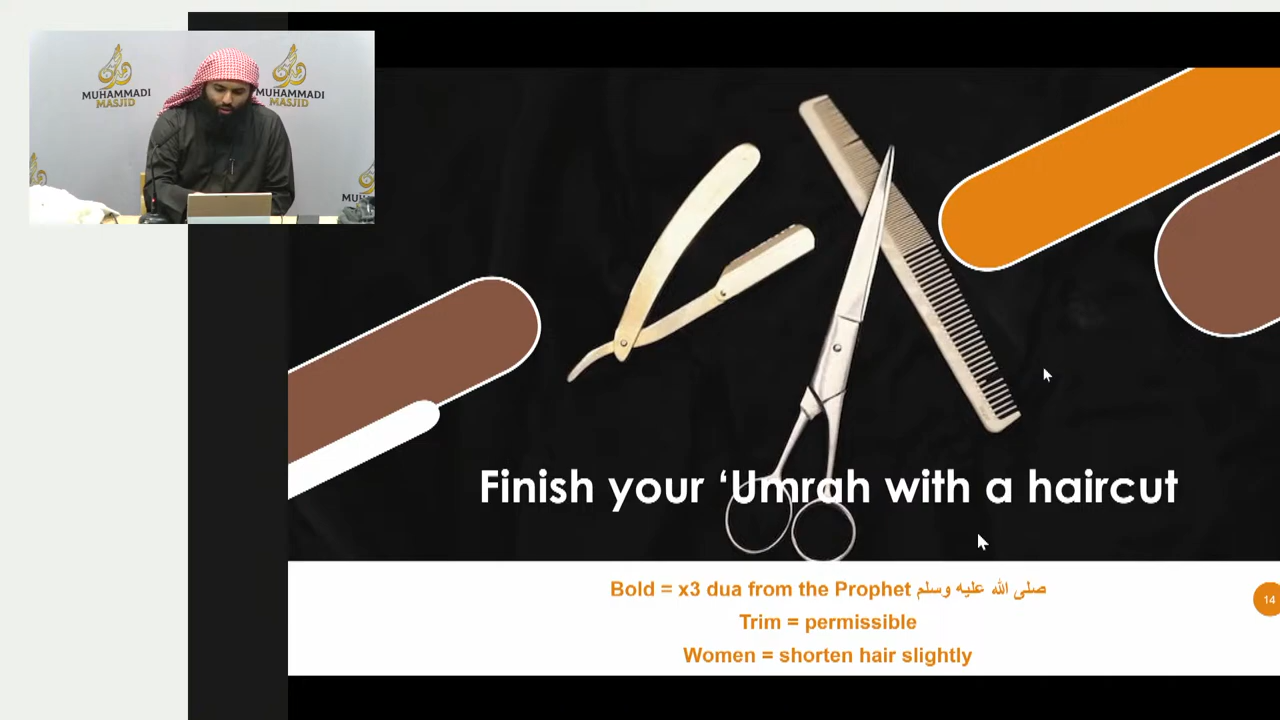 MUHAMMADI
MASJID
MUHAMMADI
MASJID
MU
Finish your ‘Umrah with a haircut
Bold = x3 dua from the Prophet صلى الله عليه وسلم
Trim = permissible
Women = shorten hair slightly
14